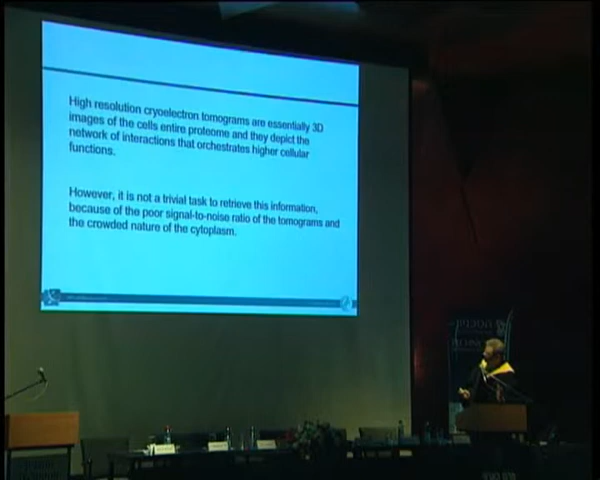 High resolution cryoelectron tomograms are essentially 3D
images of the cells entire proteome and they depict the
network of interactions that orchestrates higher cellular
functions.
However, it is not a trivial task to retrieve this information,
because of the poor signal-to-noise ratio of the tomograms and
the crowded nature of the cytoplasm.